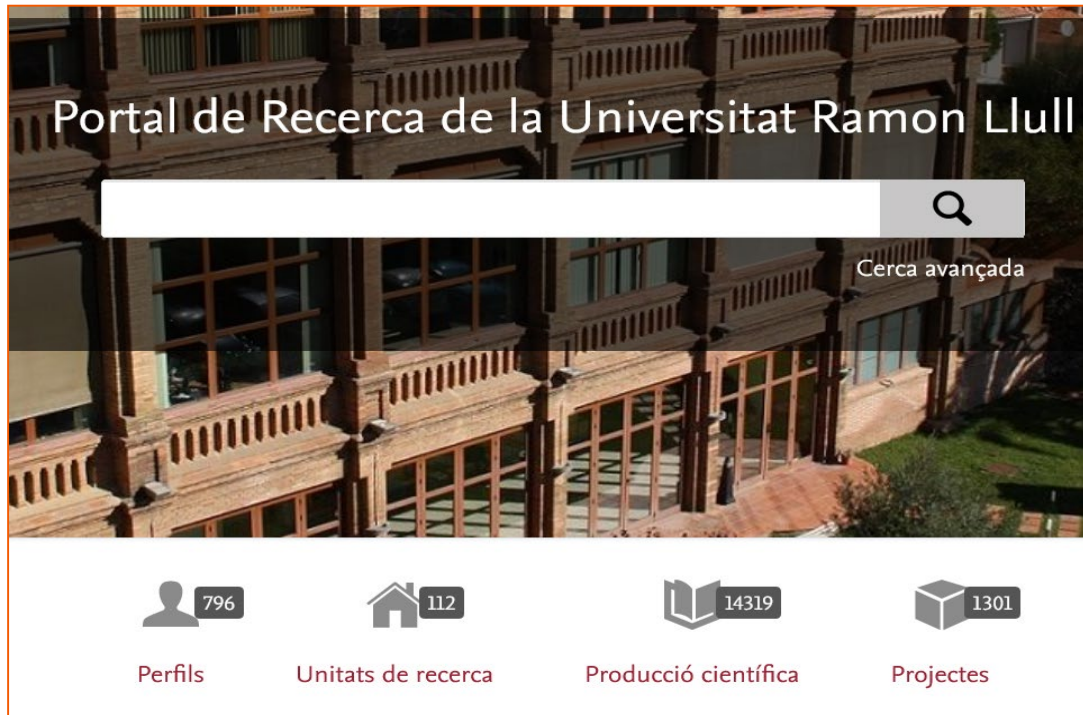 Portal de Recerca de la Universitat Ramon Llull
Cerca avançada
796
112
14319
1301
Perfils
Unitats de recerca
Producció científica
Projectes